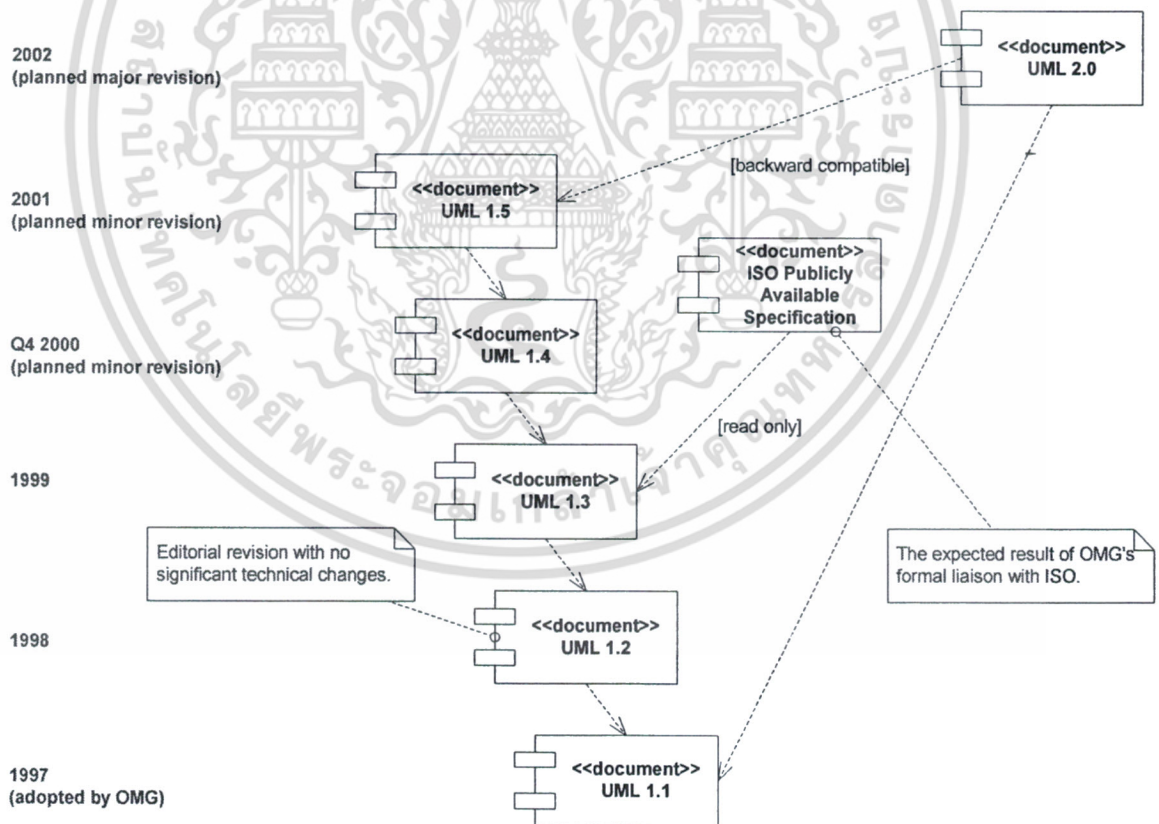 2002
(planned major revision)
<<document>>
UML 2.0
[backward compatible]
2001
(planned minor revision)
<<document>>
UML 1.5
<<document>>
ISO Publicly
Available
Specification
Q4 2000
(planned minor revision)
<<document>>
UML 1.4
[read only]
1999
<<document>>
UML 1.3
Editorial revision with no
significant technical changes.
The expected result of OMG's
formal liaison with ISO.
1998
<<document>>
UML 1.2
1997
(adopted by OMG)
<<document>>
UML 1.1